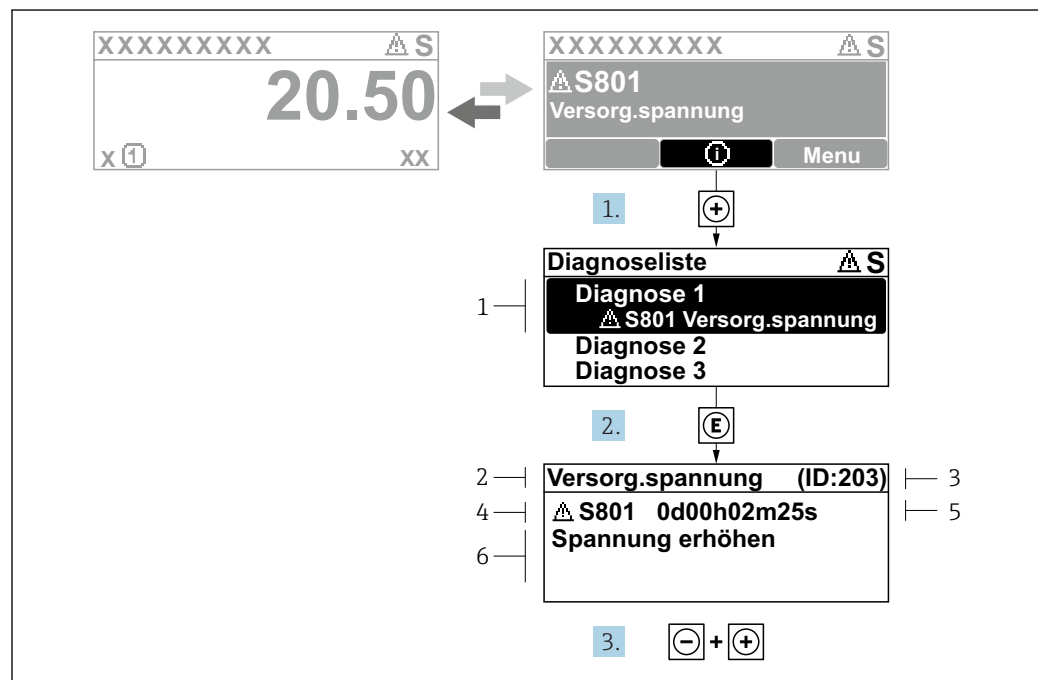 XXXXXXXXX ⚠ S
20.50
x 1 XX
XXXXXXXXX ⚠ S
⚠ S801
Versorg.spannung
i Menu
1. +
Diagnoseliste ⚠ S
1
Diagnose 1
⚠ S801 Versorg.spannung
Diagnose 2
Diagnose 3
2. E
2 Versorg.spannung (ID:203) 3
4 ⚠ S801 0d00h02m25s 5
6 Spannung erhöhen
3. - + +